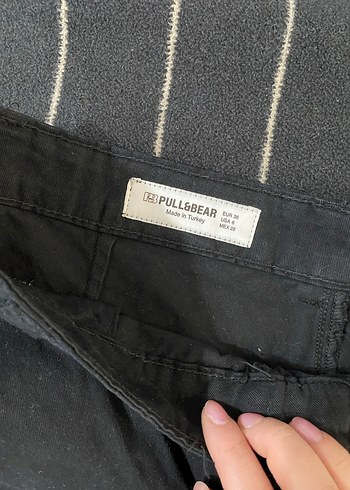 PULL&BEAR
Made in Turkey
EUR 38
USA 6
MEX 28